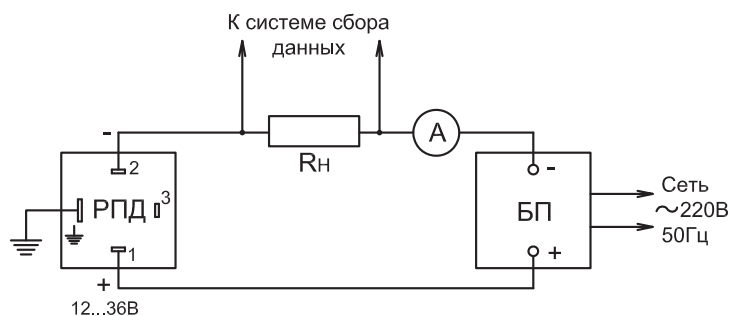 К системе сбора
данных
A
Rн
-
2
РПД
3
1
+
12...36В
-
БП
+
Сеть
~220В
50Гц